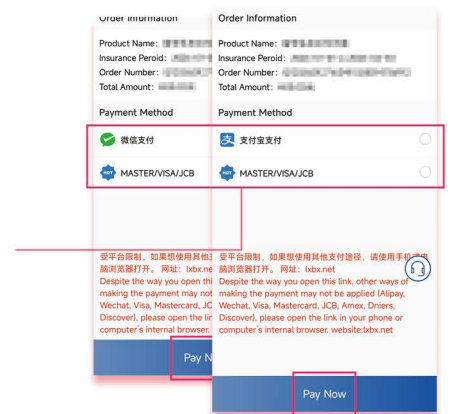 Order Information
Product Name:
Insurance Peroid:
Order Number:
Total Amount:
Payment Method
微信支付
HOT MASTER/VISA/JCB
受平台限制，如果想使用其他
脑浏览器打开。 网址：lxbx.ne
Despite the way you open thi
making the payment may not
Wechat, Visa, Mastercard, JC
Discover), please open the lin
computer's internal browser.
Pay N
Order Information
Product Name:
Insurance Peroid:
Order Number:
Total Amount:
Payment Method
支 支付宝支付
HOT MASTER/VISA/JCB
受平台限制，如果想使用其他支付途径，请使用手机或电
脑浏览器打开。 网址：lxbx.net
Despite the way you open this link, other ways of
making the payment may not be applied (Alipay,
Wechat, Visa, Mastercard, JCB, Amex, Dniers,
Discover), please open the link in your phone or
computer's internal browser. website:lxbx.net
Pay Now